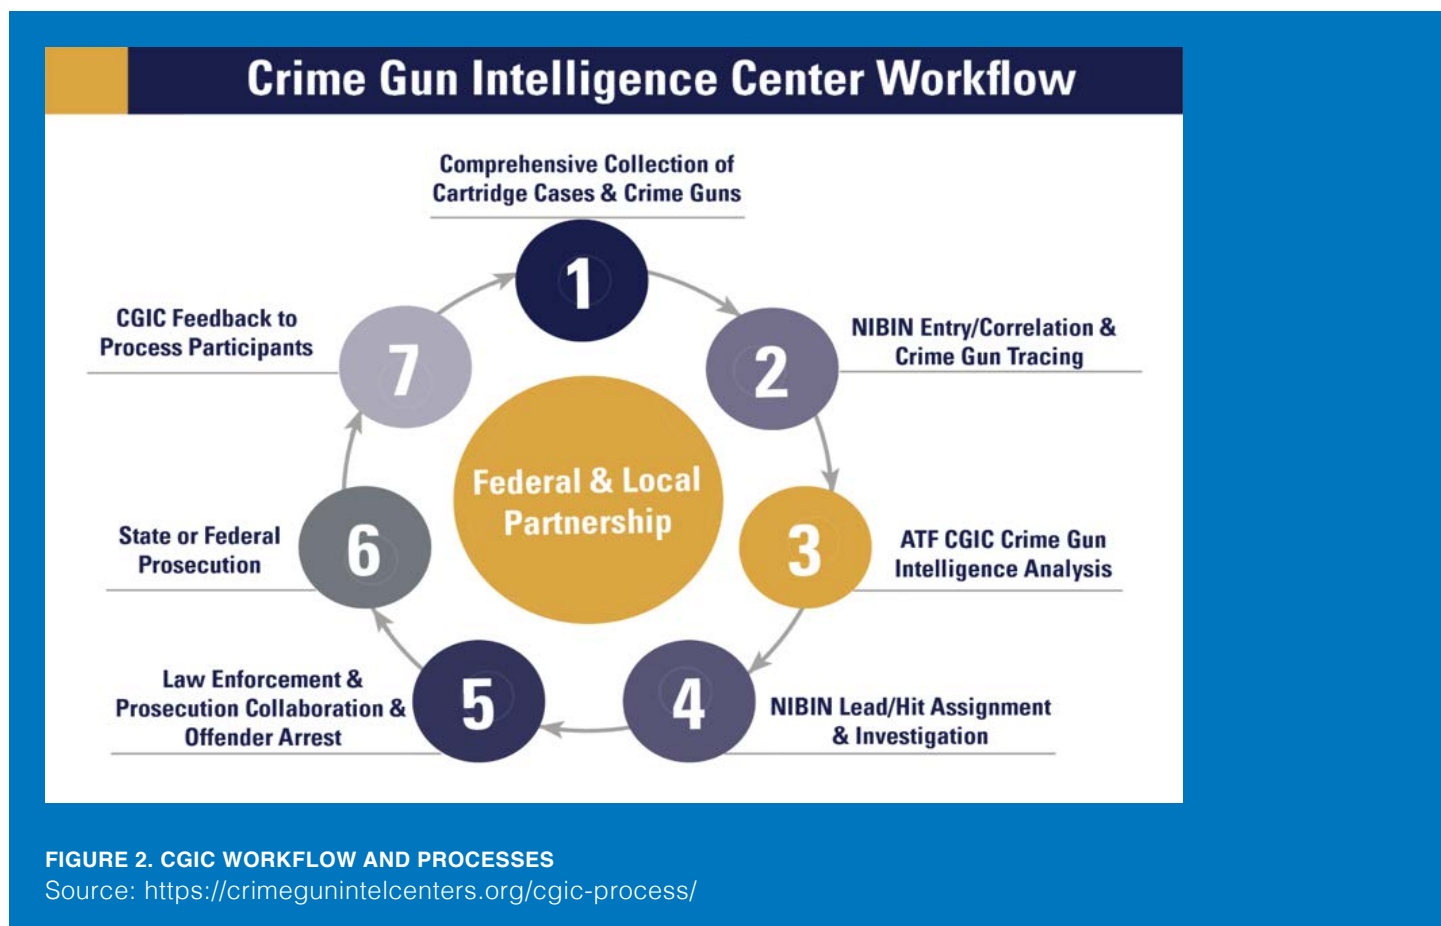 Crime Gun Intelligence Center Workflow
Comprehensive Collection of
Cartridge Cases & Crime Guns
1
NIBIN Entry/Correlation &
Crime Gun Tracing
2
ATF CGIC Crime Gun
Intelligence Analysis
3
NIBIN Lead/Hit Assignment
& Investigation
4
Law Enforcement &
Prosecution Collaboration &
Offender Arrest
5
State or Federal
Prosecution
6
CGIC Feedback to
Process Participants
7
Federal & Local
Partnership
FIGURE 2. CGIC WORKFLOW AND PROCESSES
Source: https://crimegunintelcenters.org/cgic-process/